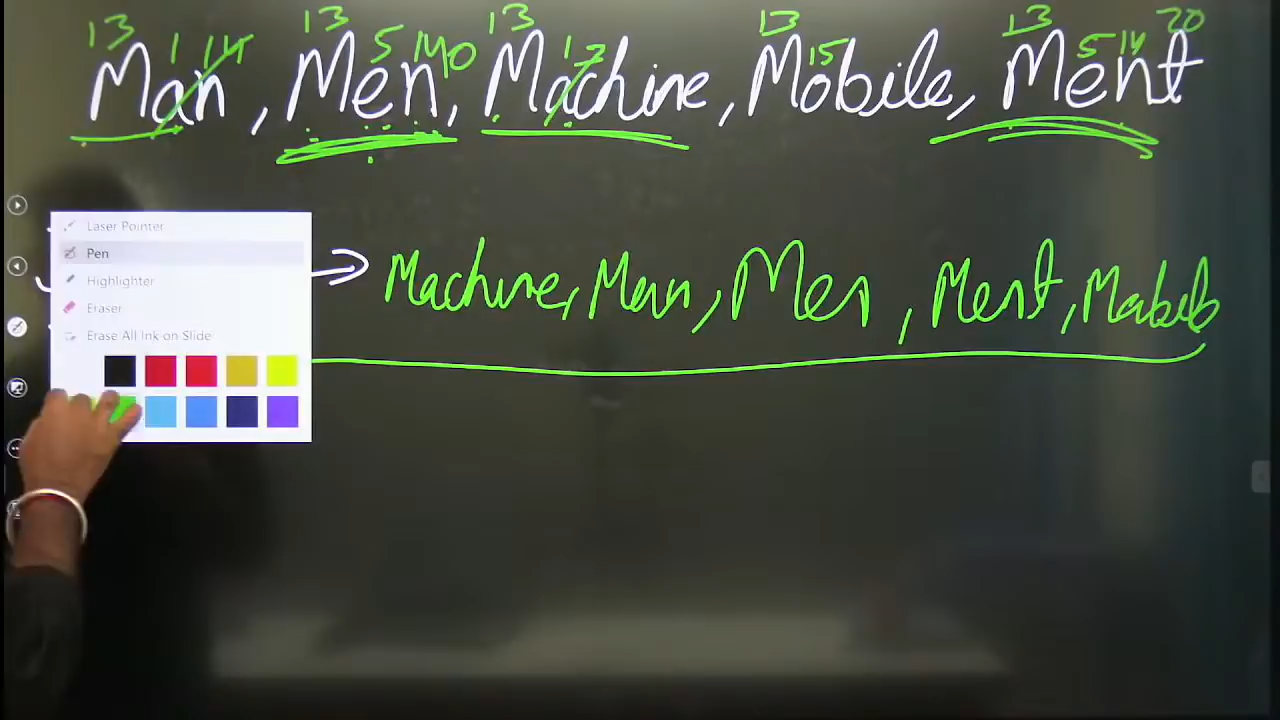 13 1 14 13 5 14 0 13 1 3 13 15 13 5 14 20
Man, Men, Machine, Mobile, Ment
Laser Pointer
Pen
Highlighter
Eraser
Erase All Ink on Slide
→ Machine, Man, Men, Ment, Mobile